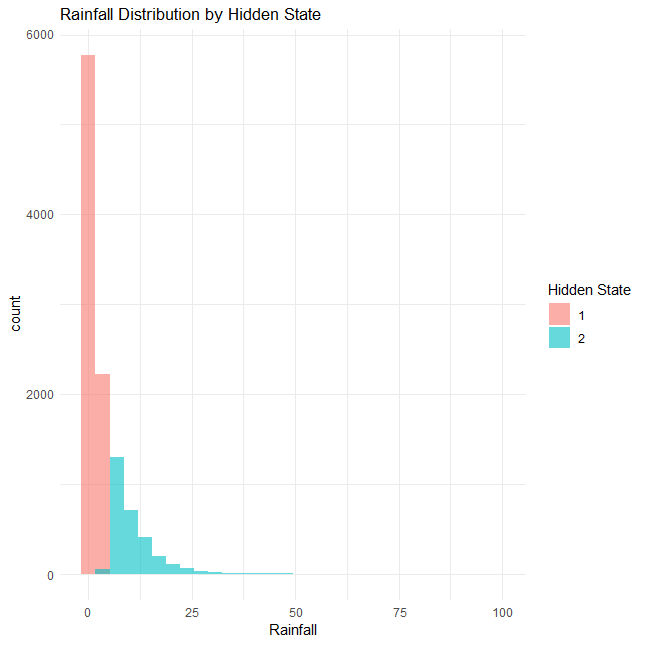 Rainfall Distribution by Hidden State
6000
4000
2000
0
count
0 25 50 75 100
Rainfall
Hidden State
1
2